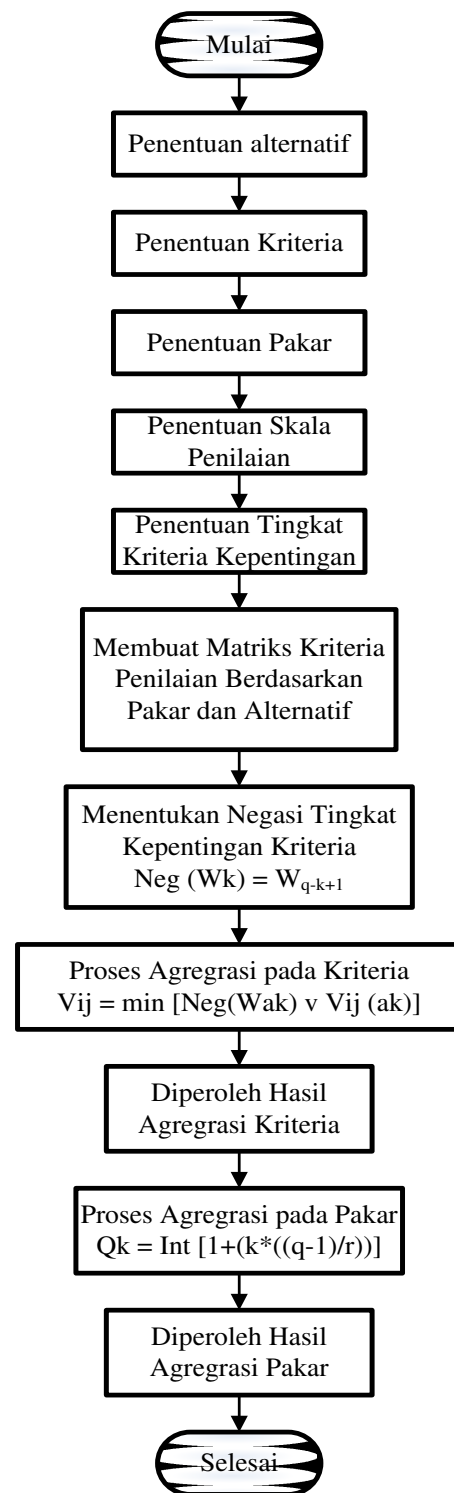 Mulai
Penentuan alternatif
Penentuan Kriteria
Penentuan Pakar
Penentuan Skala
Penilaian
Penentuan Tingkat
Kriteria Kepentingan
Membuat Matriks Kriteria
Penilaian Berdasarkan
Pakar dan Alternatif
Menentukan Negasi Tingkat
Kepentingan Kriteria
Neg (Wk) = W_{q-k+1}
Proses Agregrasi pada Kriteria
Vij = min [Neg(Wak) v Vij (ak)]
Diperoleh Hasil
Agregrasi Kriteria
Proses Agregrasi pada Pakar
Qk = Int [1+(k*((q-1)/r))]
Diperoleh Hasil
Agregrasi Pakar
Selesai